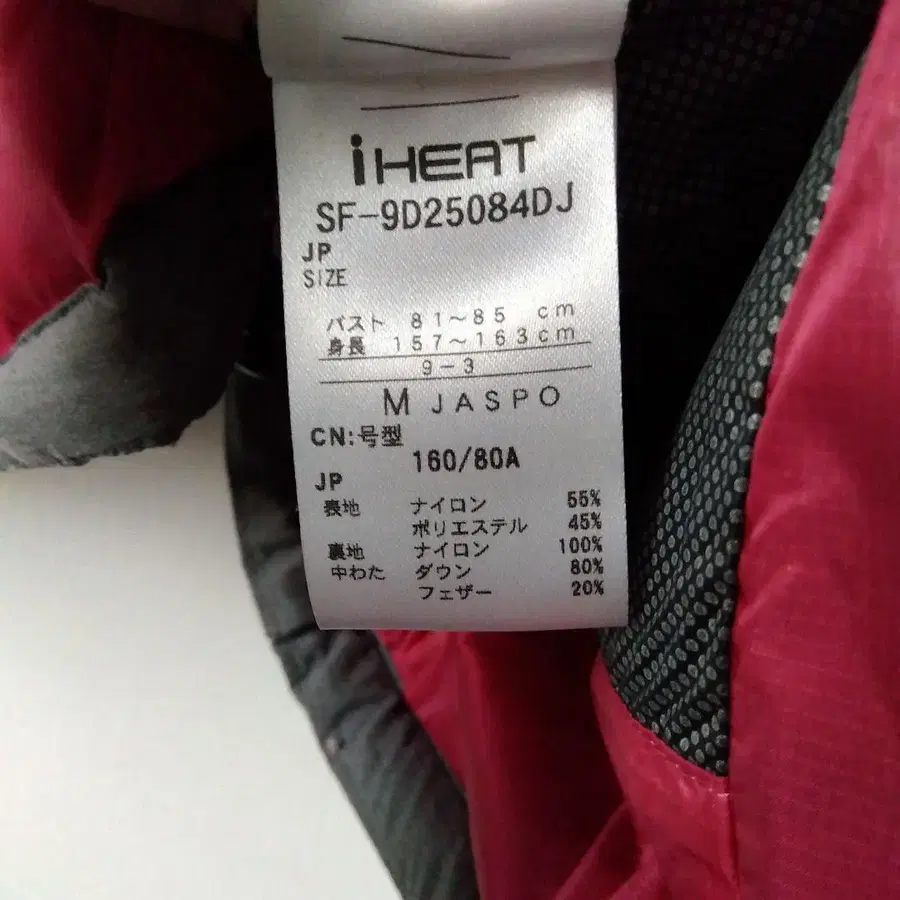 iHEAT
SF-9D25084DJ
JP
SIZE
バスト 81～85 cm
身長 157～163cm
9-3
M JASPO
CN:号型
160/80A
JP
表地 ナイロン 55%
ポリエステル 45%
裏地 ナイロン 100%
中わた ダウン 80%
フェザー 20%